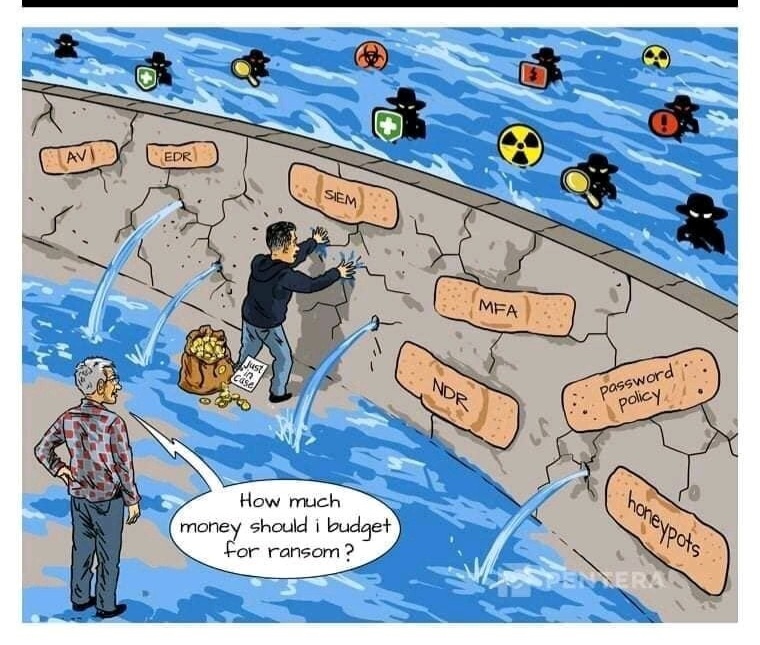 AV
EDR
SIEM
MFA
NDR
password
policy
honeypots
Just
in
case
How much
money should i budget
for ransom?
PENTERA